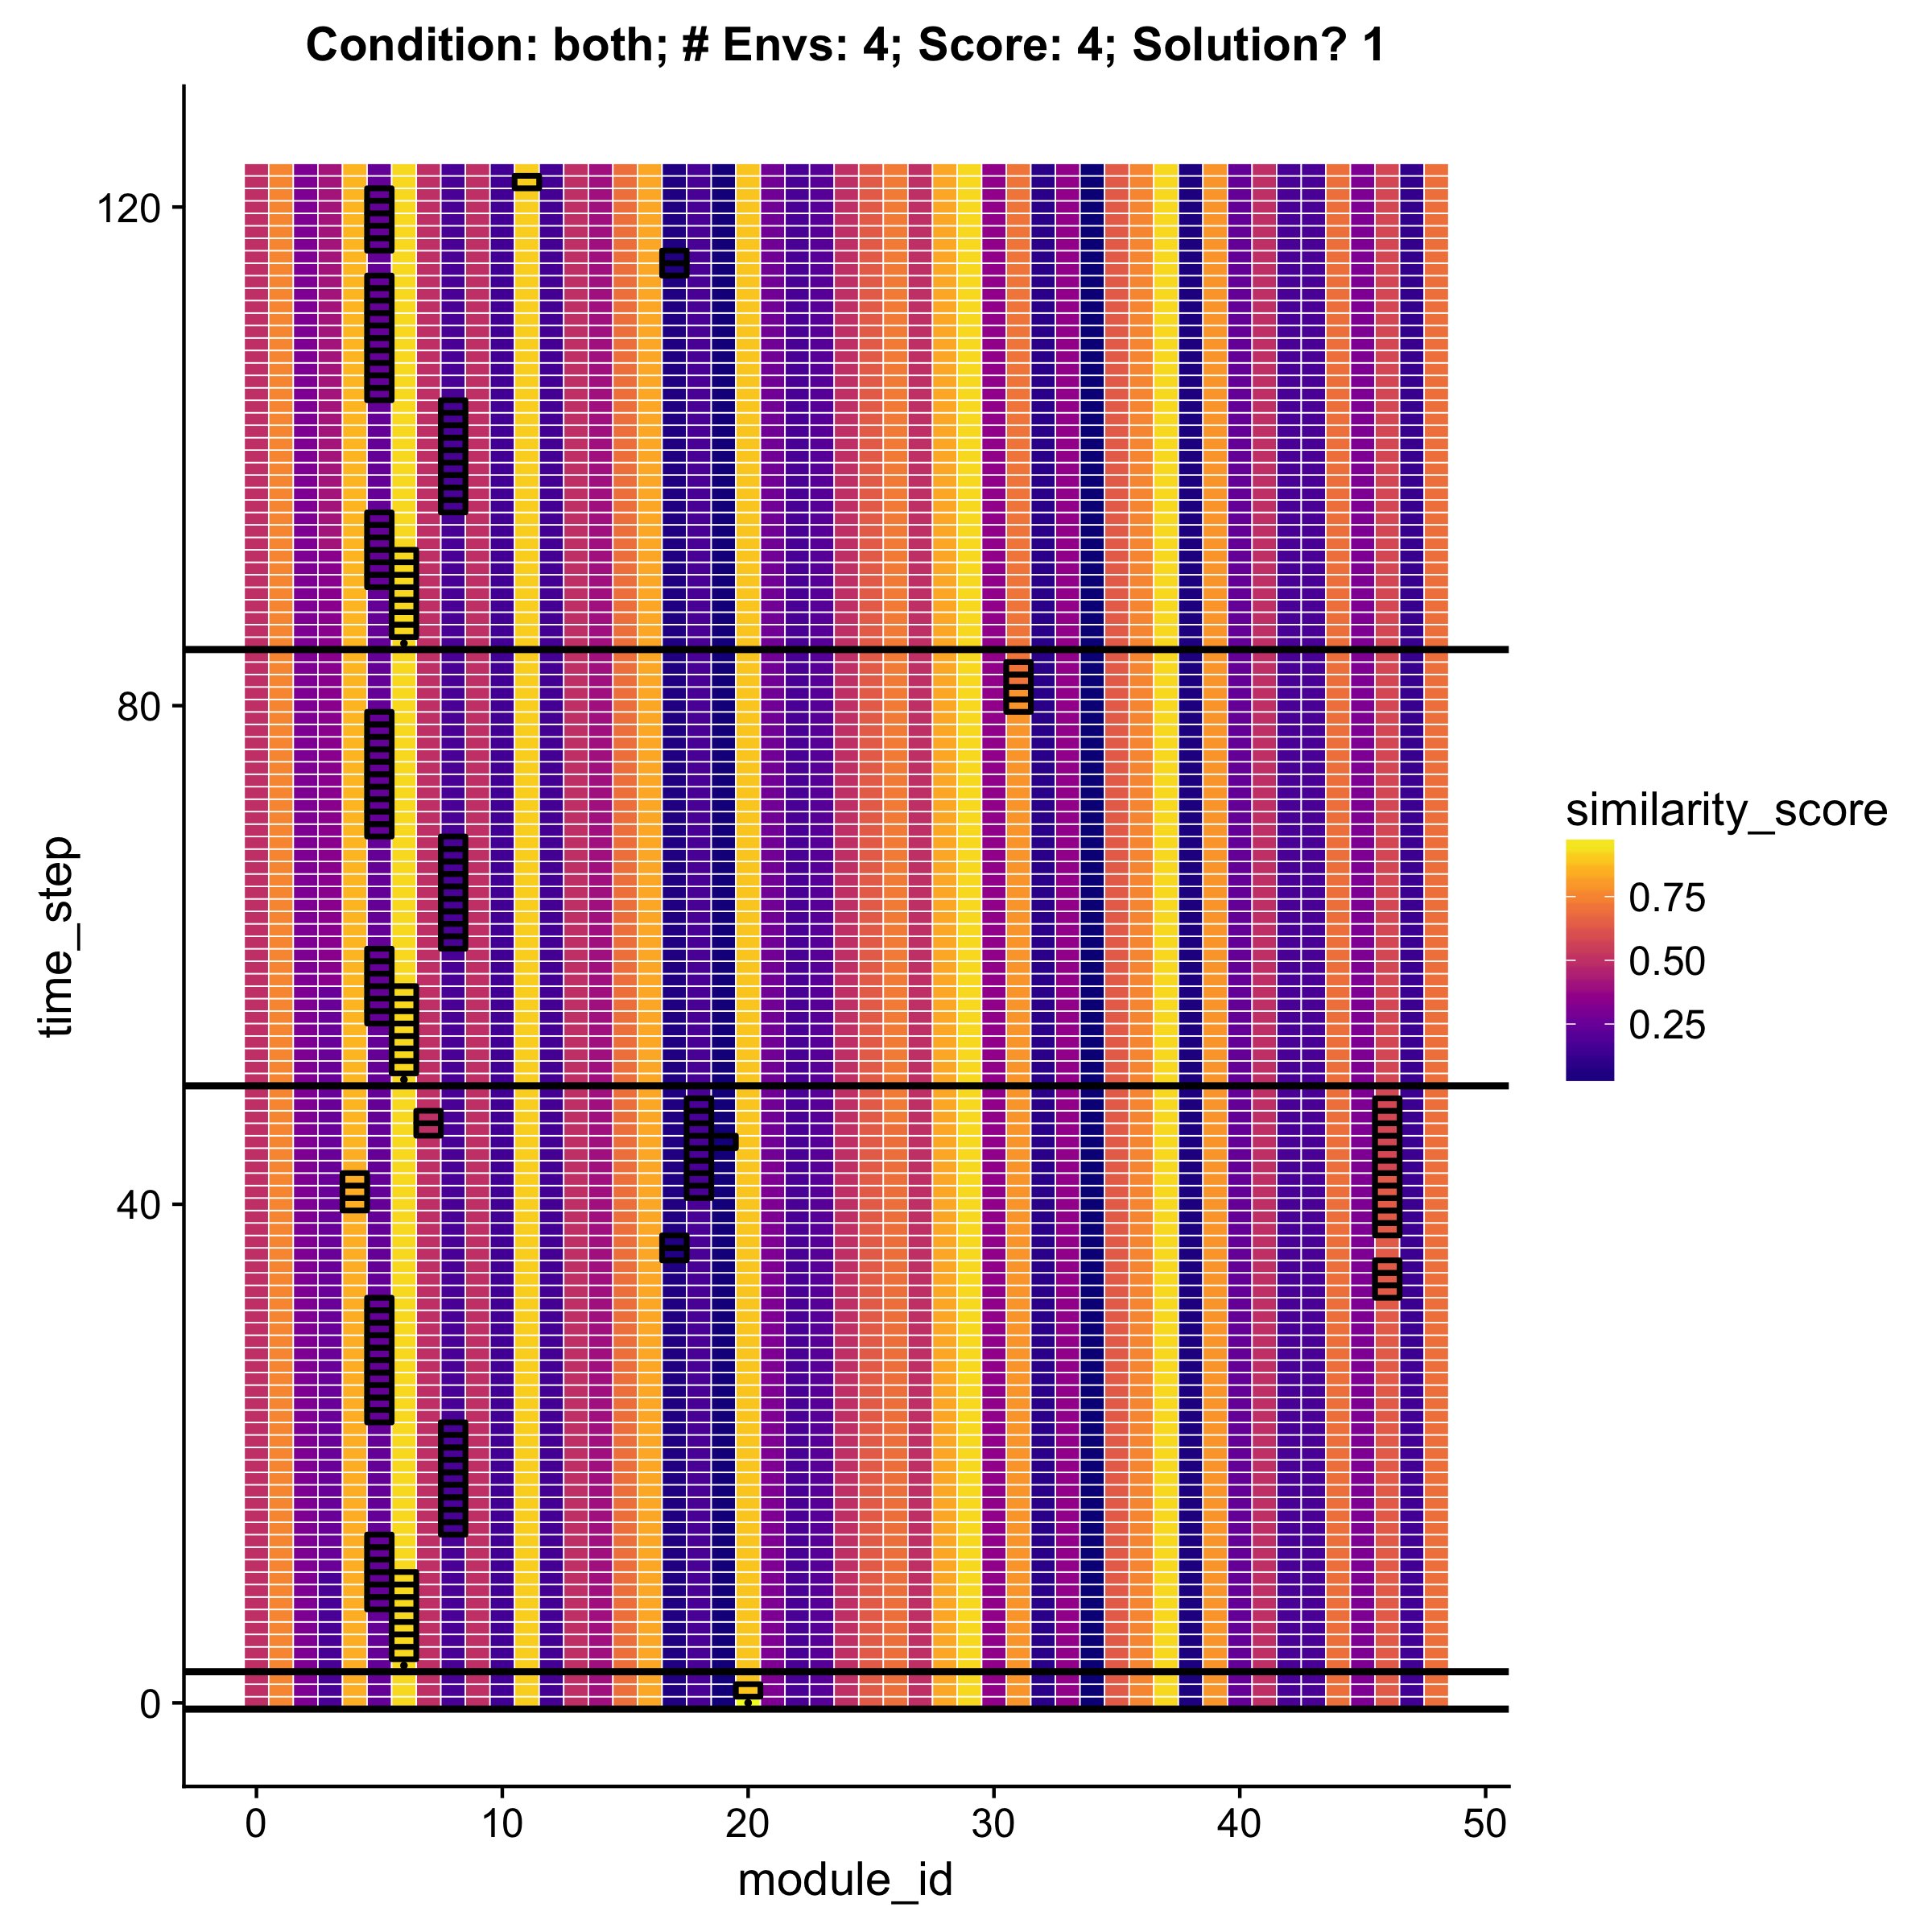 Condition: both; # Envs: 4; Score: 4; Solution? 1
120
80
40
0
time_step
0 10 20 30 40 50
module_id
similarity_score
0.75
0.50
0.25